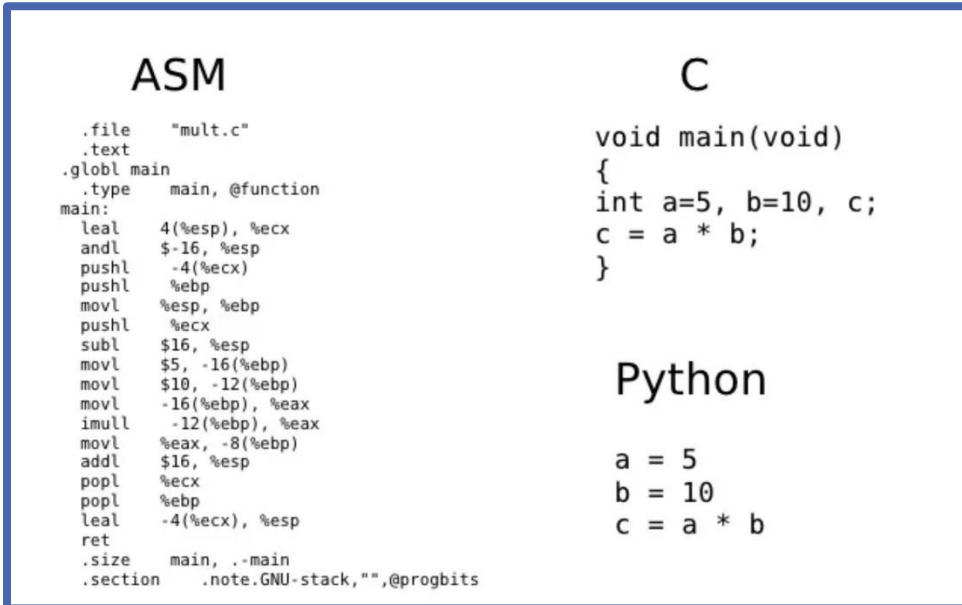 ASM
.file "mult.c"
.text
.globl main
.type main, @function
main:
leal 4(%esp), %ecx
andl $-16, %esp
pushl -4(%ecx)
pushl %ebp
movl %esp, %ebp
pushl %ecx
subl $16, %esp
movl $5, -16(%ebp)
movl $10, -12(%ebp)
movl -16(%ebp), %eax
imull -12(%ebp), %eax
movl %eax, -8(%ebp)
addl $16, %esp
popl %ecx
popl %ebp
leal -4(%ecx), %esp
ret
.size main, .-main
.section .note.GNU-stack,"",@progbits
C
void main(void)
{
int a=5, b=10, c;
c = a * b;
}
Python
a = 5
b = 10
c = a * b